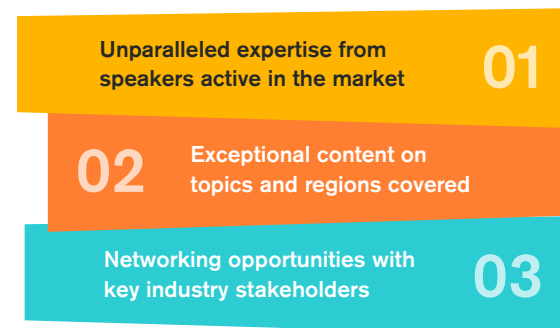 Unparalleled expertise from
speakers active in the market
01
02
Exceptional content on
topics and regions covered
Networking opportunities with
key industry stakeholders
03